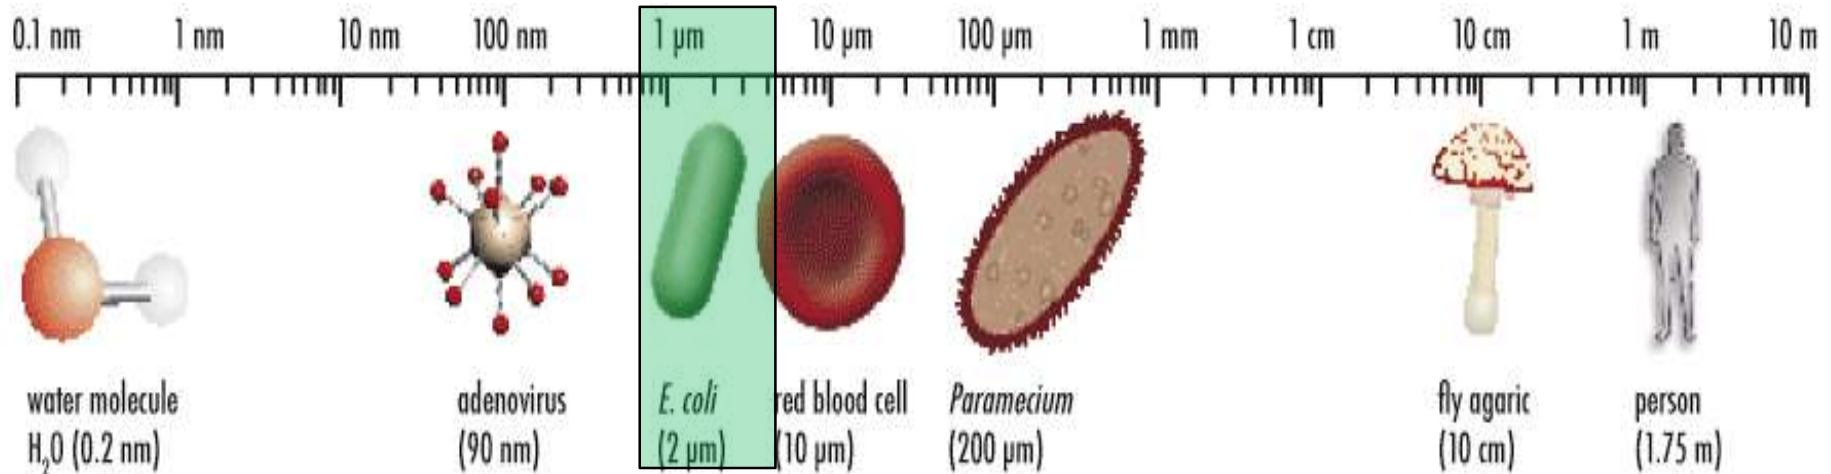 0.1 nm 1 nm 10 nm 100 nm 1 µm 10 µm 100 µm 1 mm 1 cm 10 cm 1 m 10 m
water molecule
H₂O (0.2 nm)
adenovirus
(90 nm)
E. coli
(2 µm)
red blood cell
(10 µm)
Paramecium
(200 µm)
fly agaric
(10 cm)
person
(1.75 m)